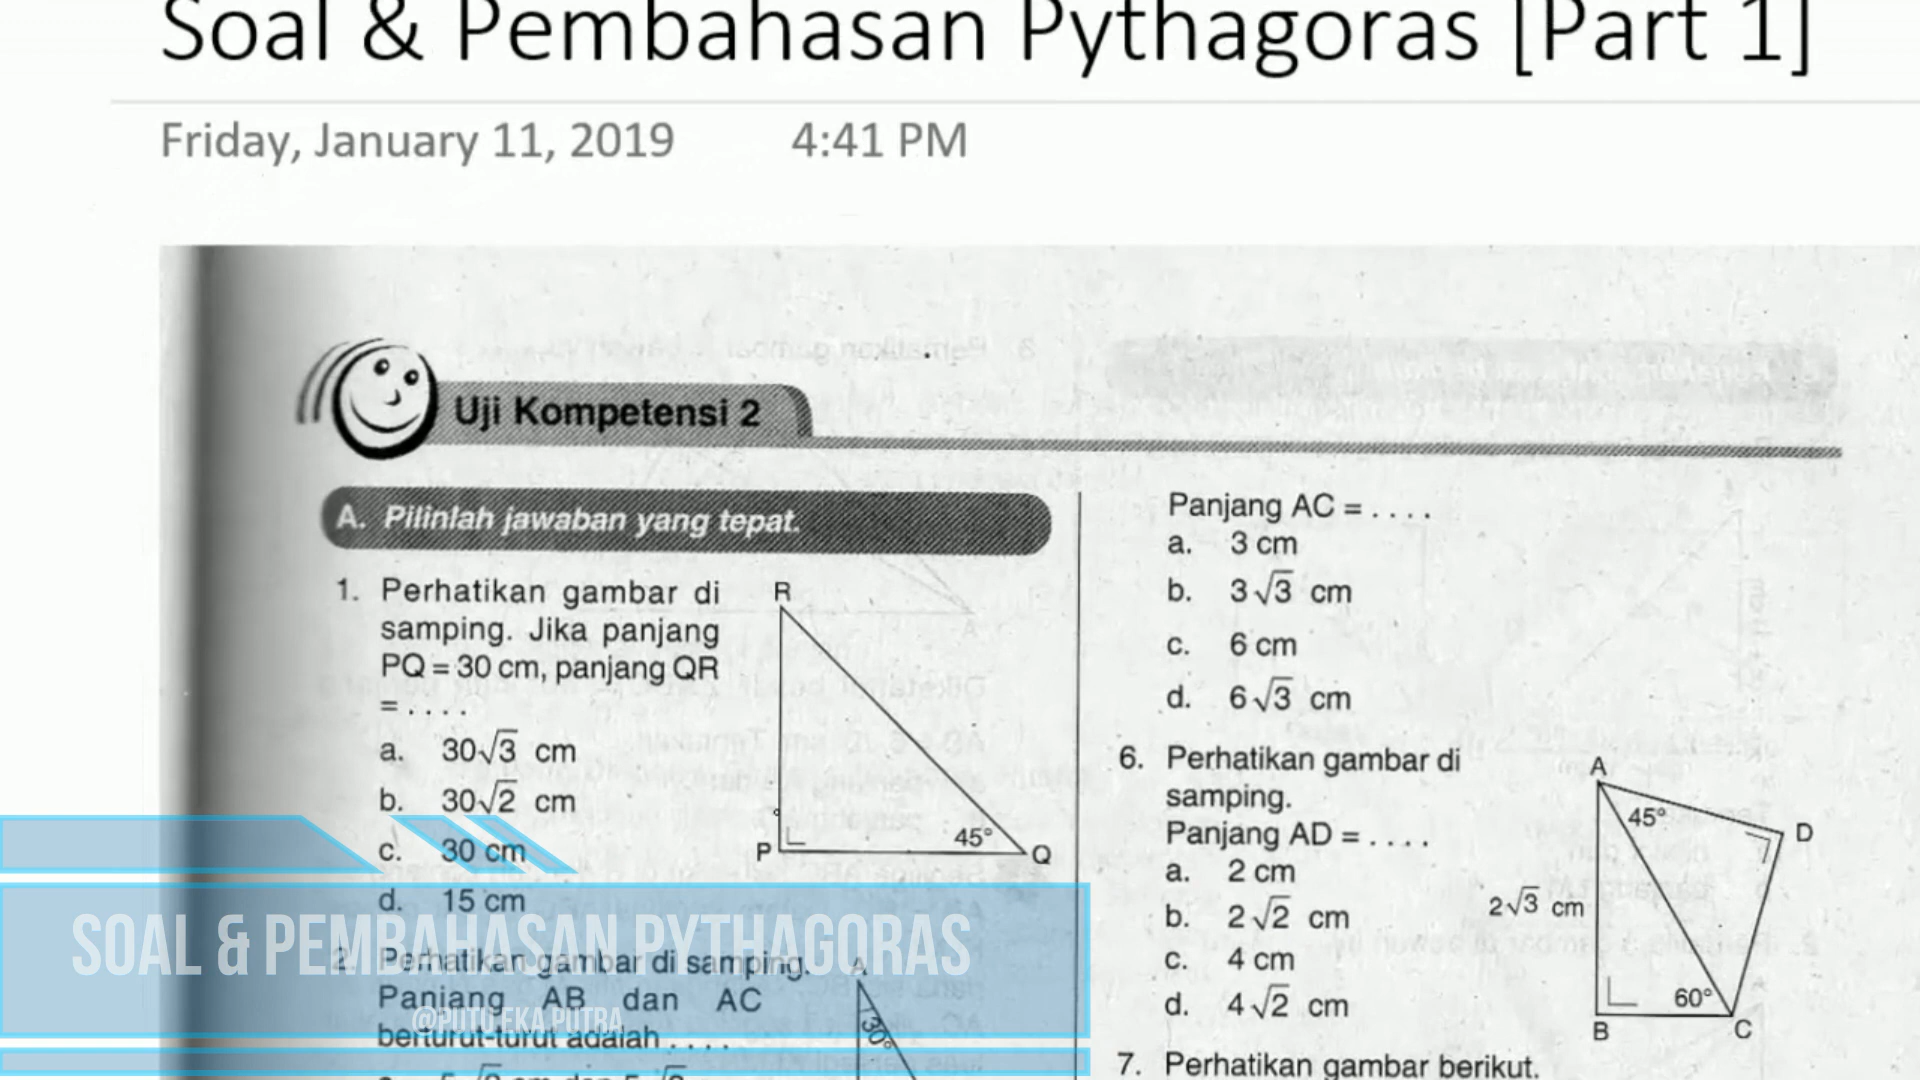 Soal & Pembahasan Pythagoras [Part 1]
Friday, January 11, 2019 4:41 PM
Uji Kompetensi 2
A. Pilinlah jawaban yang tepat.
1. Perhatikan gambar di
samping. Jika panjang
PQ = 30 cm, panjang QR
= . . . .
a. 30√3 cm
b. 30√2 cm
c. 30 cm
d. 15 cm
R
P
45°
Q
2. Perhatikan gambar di samping.
Panjang AB dan AC
berturut-turut adalah . . . .
A
30°
SOAL & PEMBAHASAN PYTHAGORAS
@PUTU EKA PUTRA
Panjang AC = . . . .
a. 3 cm
b. 3√3 cm
c. 6 cm
d. 6√3 cm
6. Perhatikan gambar di
samping.
Panjang AD = . . . .
a. 2 cm
b. 2√2 cm
c. 4 cm
d. 4√2 cm
A
45°
D
2√3 cm
60°
B
C
7. Perhatikan gambar berikut.